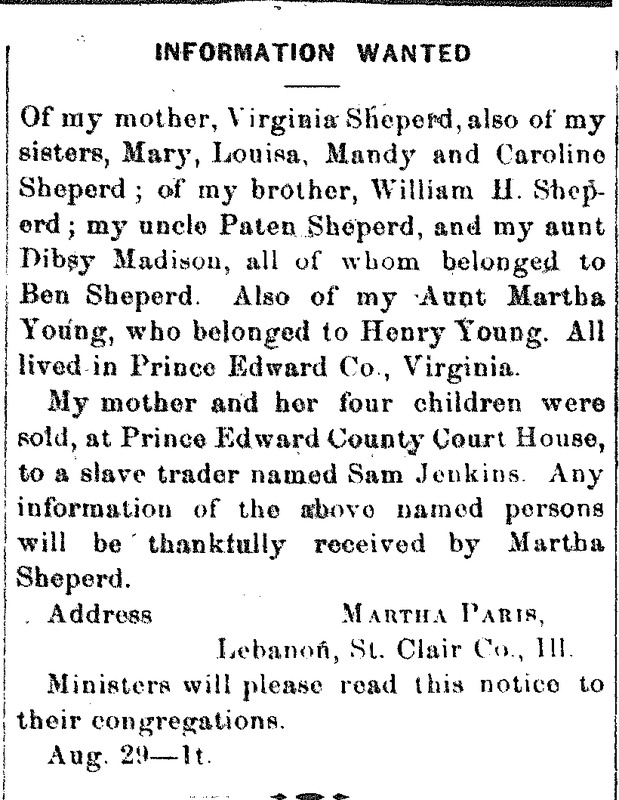 INFORMATION WANTED
Of my mother, Virginia Sheperd, also of my
sisters, Mary, Louisa, Mandy and Caroline
Sheperd ; of my brother, William H. Shep-
erd ; my uncle Paten Sheperd, and my aunt
Dibsy Madison, all of whom belonged to
Ben Sheperd. Also of my Aunt Martha
Young, who belonged to Henry Young. All
lived in Prince Edward Co., Virginia.
My mother and her four children were
sold, at Prince Edward County Court House,
to a slave trader named Sam Jenkins. Any
information of the above named persons
will be thankfully received by Martha
Sheperd.
Address MARTHA PARIS,
Lebanon, St. Clair Co., Ill.
Ministers will please read this notice to
their congregations.
Aug. 29—1t.